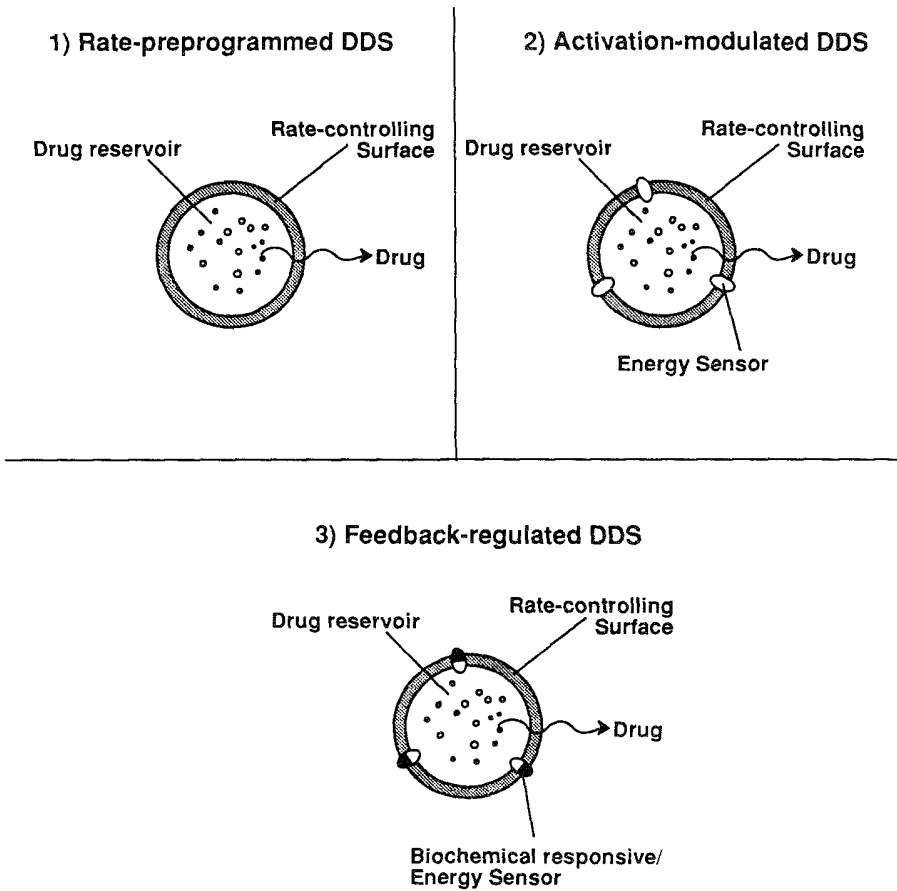 1) Rate-preprogrammed DDS
Drug reservoir
Rate-controlling
Surface
Drug
2) Activation-modulated DDS
Drug reservoir
Rate-controlling
Surface
Drug
Energy Sensor
3) Feedback-regulated DDS
Drug reservoir
Rate-controlling
Surface
Drug
Biochemical responsive/
Energy Sensor